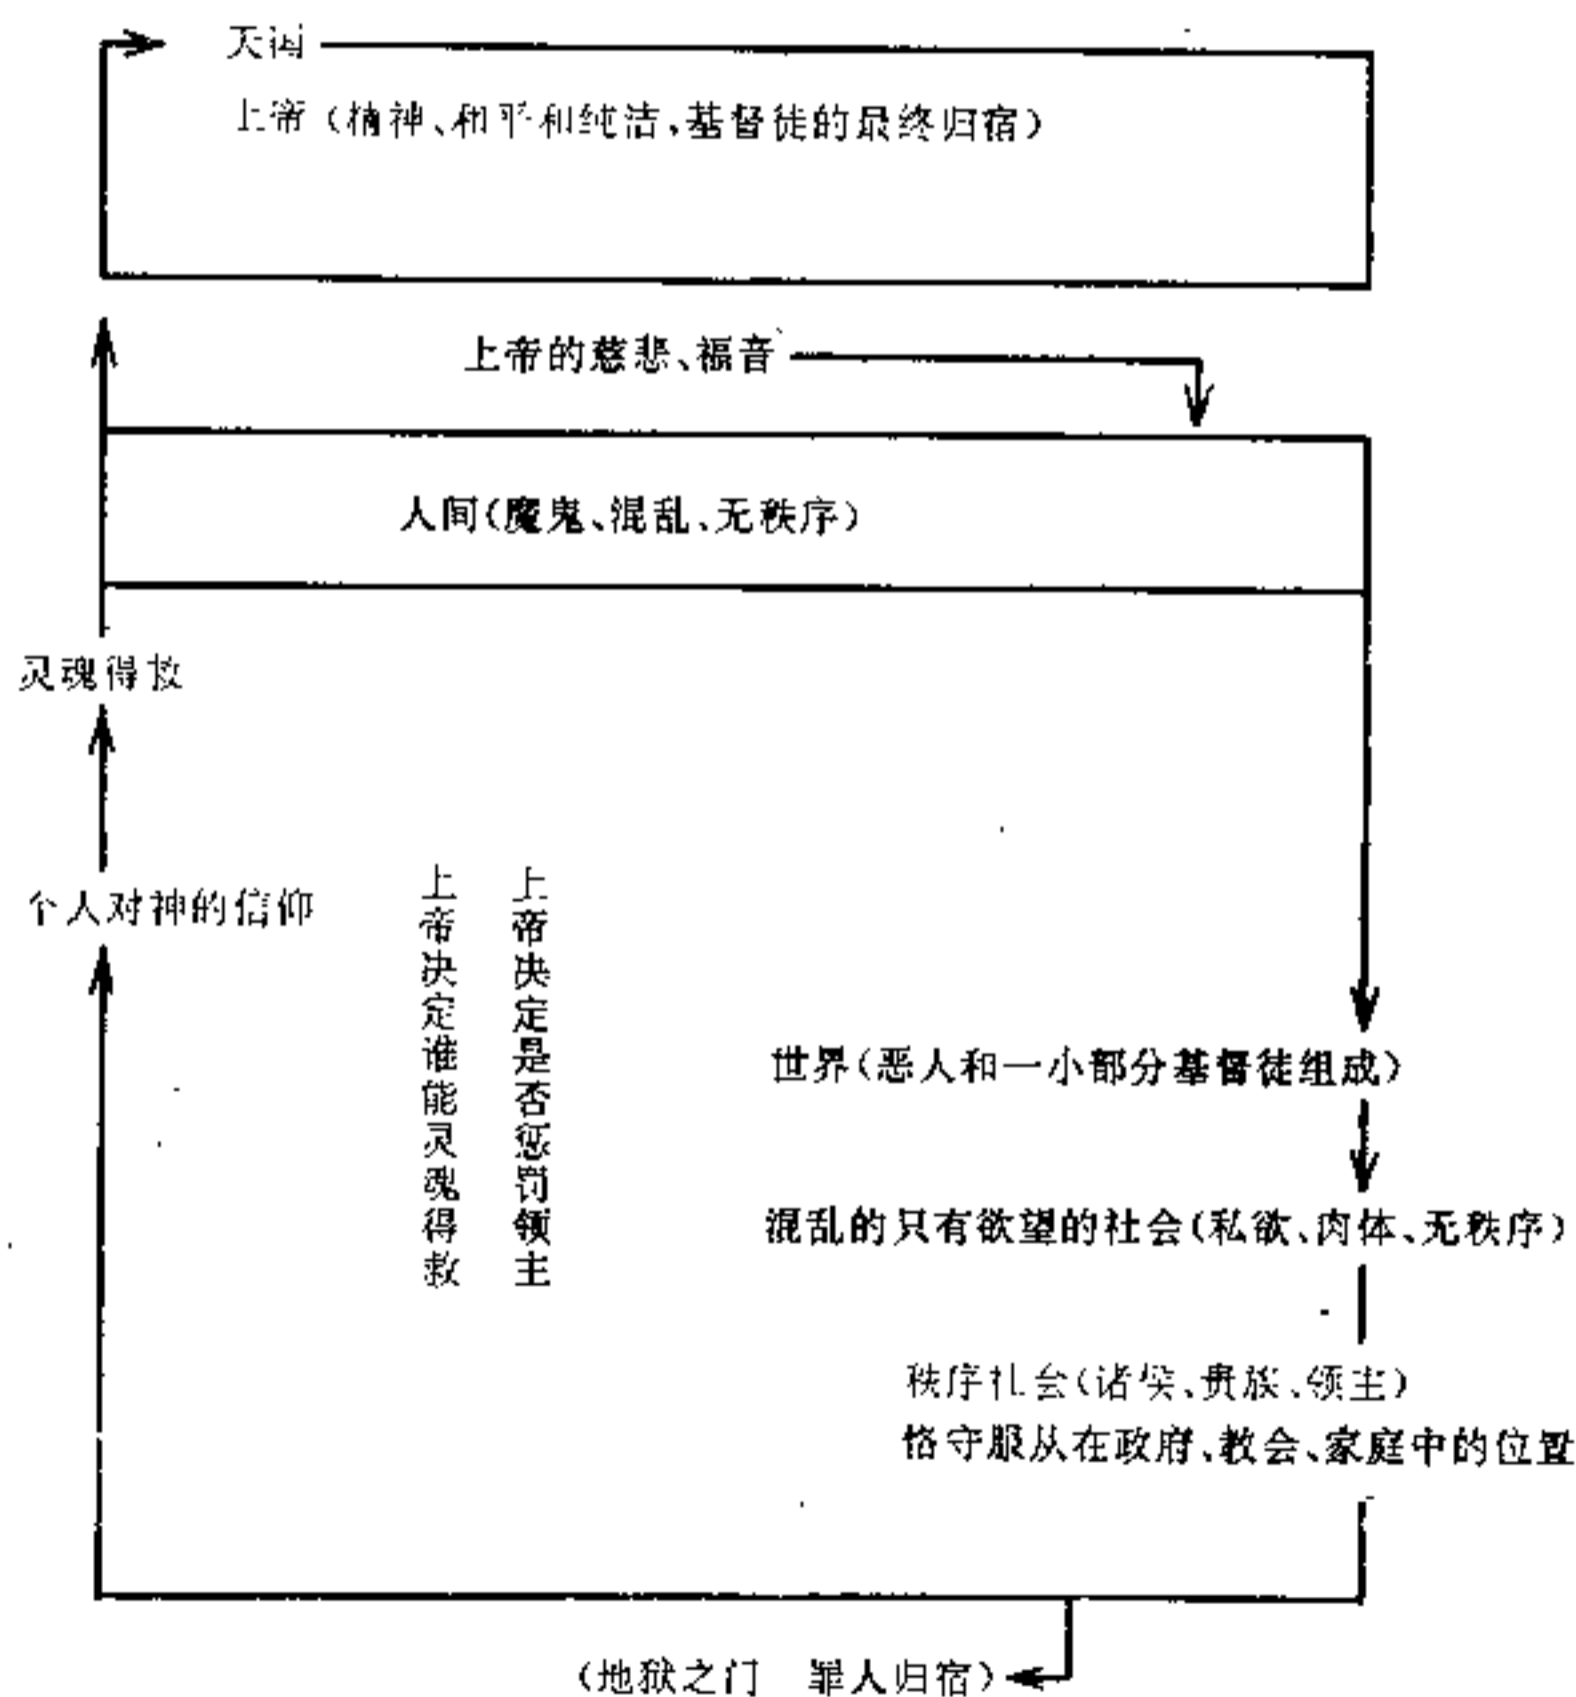 天国
上帝（精神、和平和纯洁，基督徒的最终归宿）
上帝的慈悲、福音
人间（魔鬼、混乱、无秩序）
灵魂得救
个人对神的信仰
上帝决定谁能灵魂得救
上帝决定是否惩罚领主
世界（恶人和一小部分基督徒组成）
混乱的只有欲望的社会（私欲、肉体、无秩序）
秩序社会（诸侯、贵族、领主）
恪守服从在政府、教会、家庭中的位置
（地狱之门　罪人归宿）